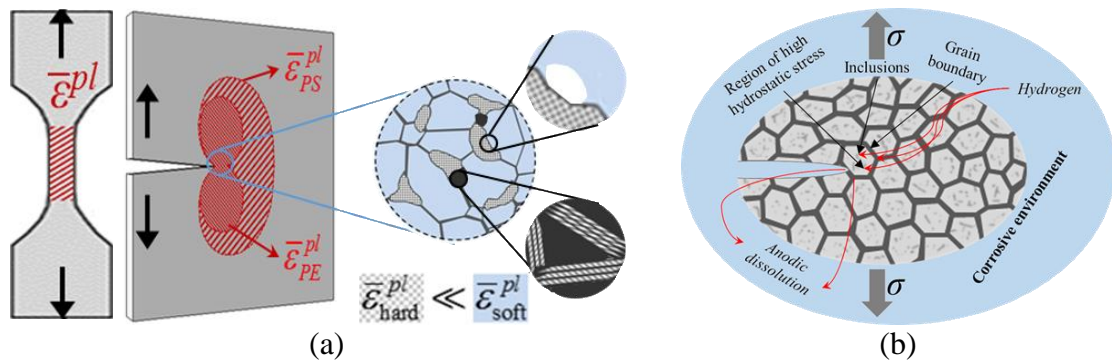 ε̅^pl
ε̅^pl_PS
ε̅^pl_PE
ε̅^pl_hard ≪ ε̅^pl_soft
(a)
σ
Region of high
hydrostatic stress
Inclusions
Grain
boundary
Hydrogen
Corrosive environment
Anodic
dissolution
σ
(b)